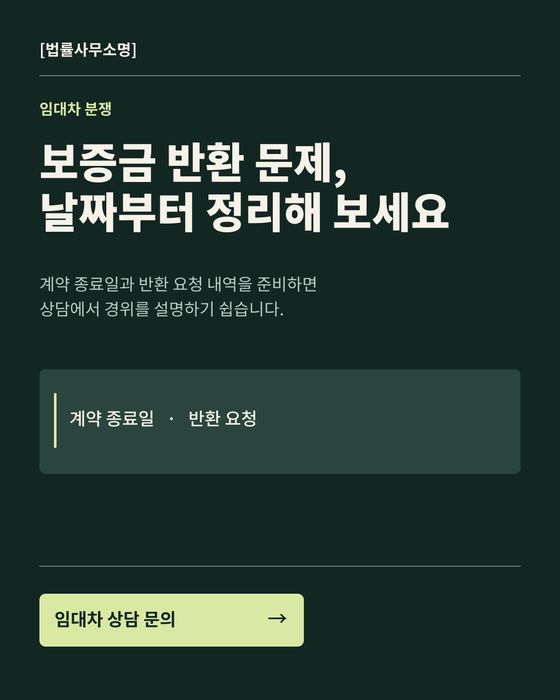 [법률사무소명]
임대차 분쟁
보증금 반환 문제,
날짜부터 정리해 보세요
계약 종료일과 반환 요청 내역을 준비하면
상담에서 경위를 설명하기 쉽습니다.
계약 종료일 · 반환 요청
임대차 상담 문의 →